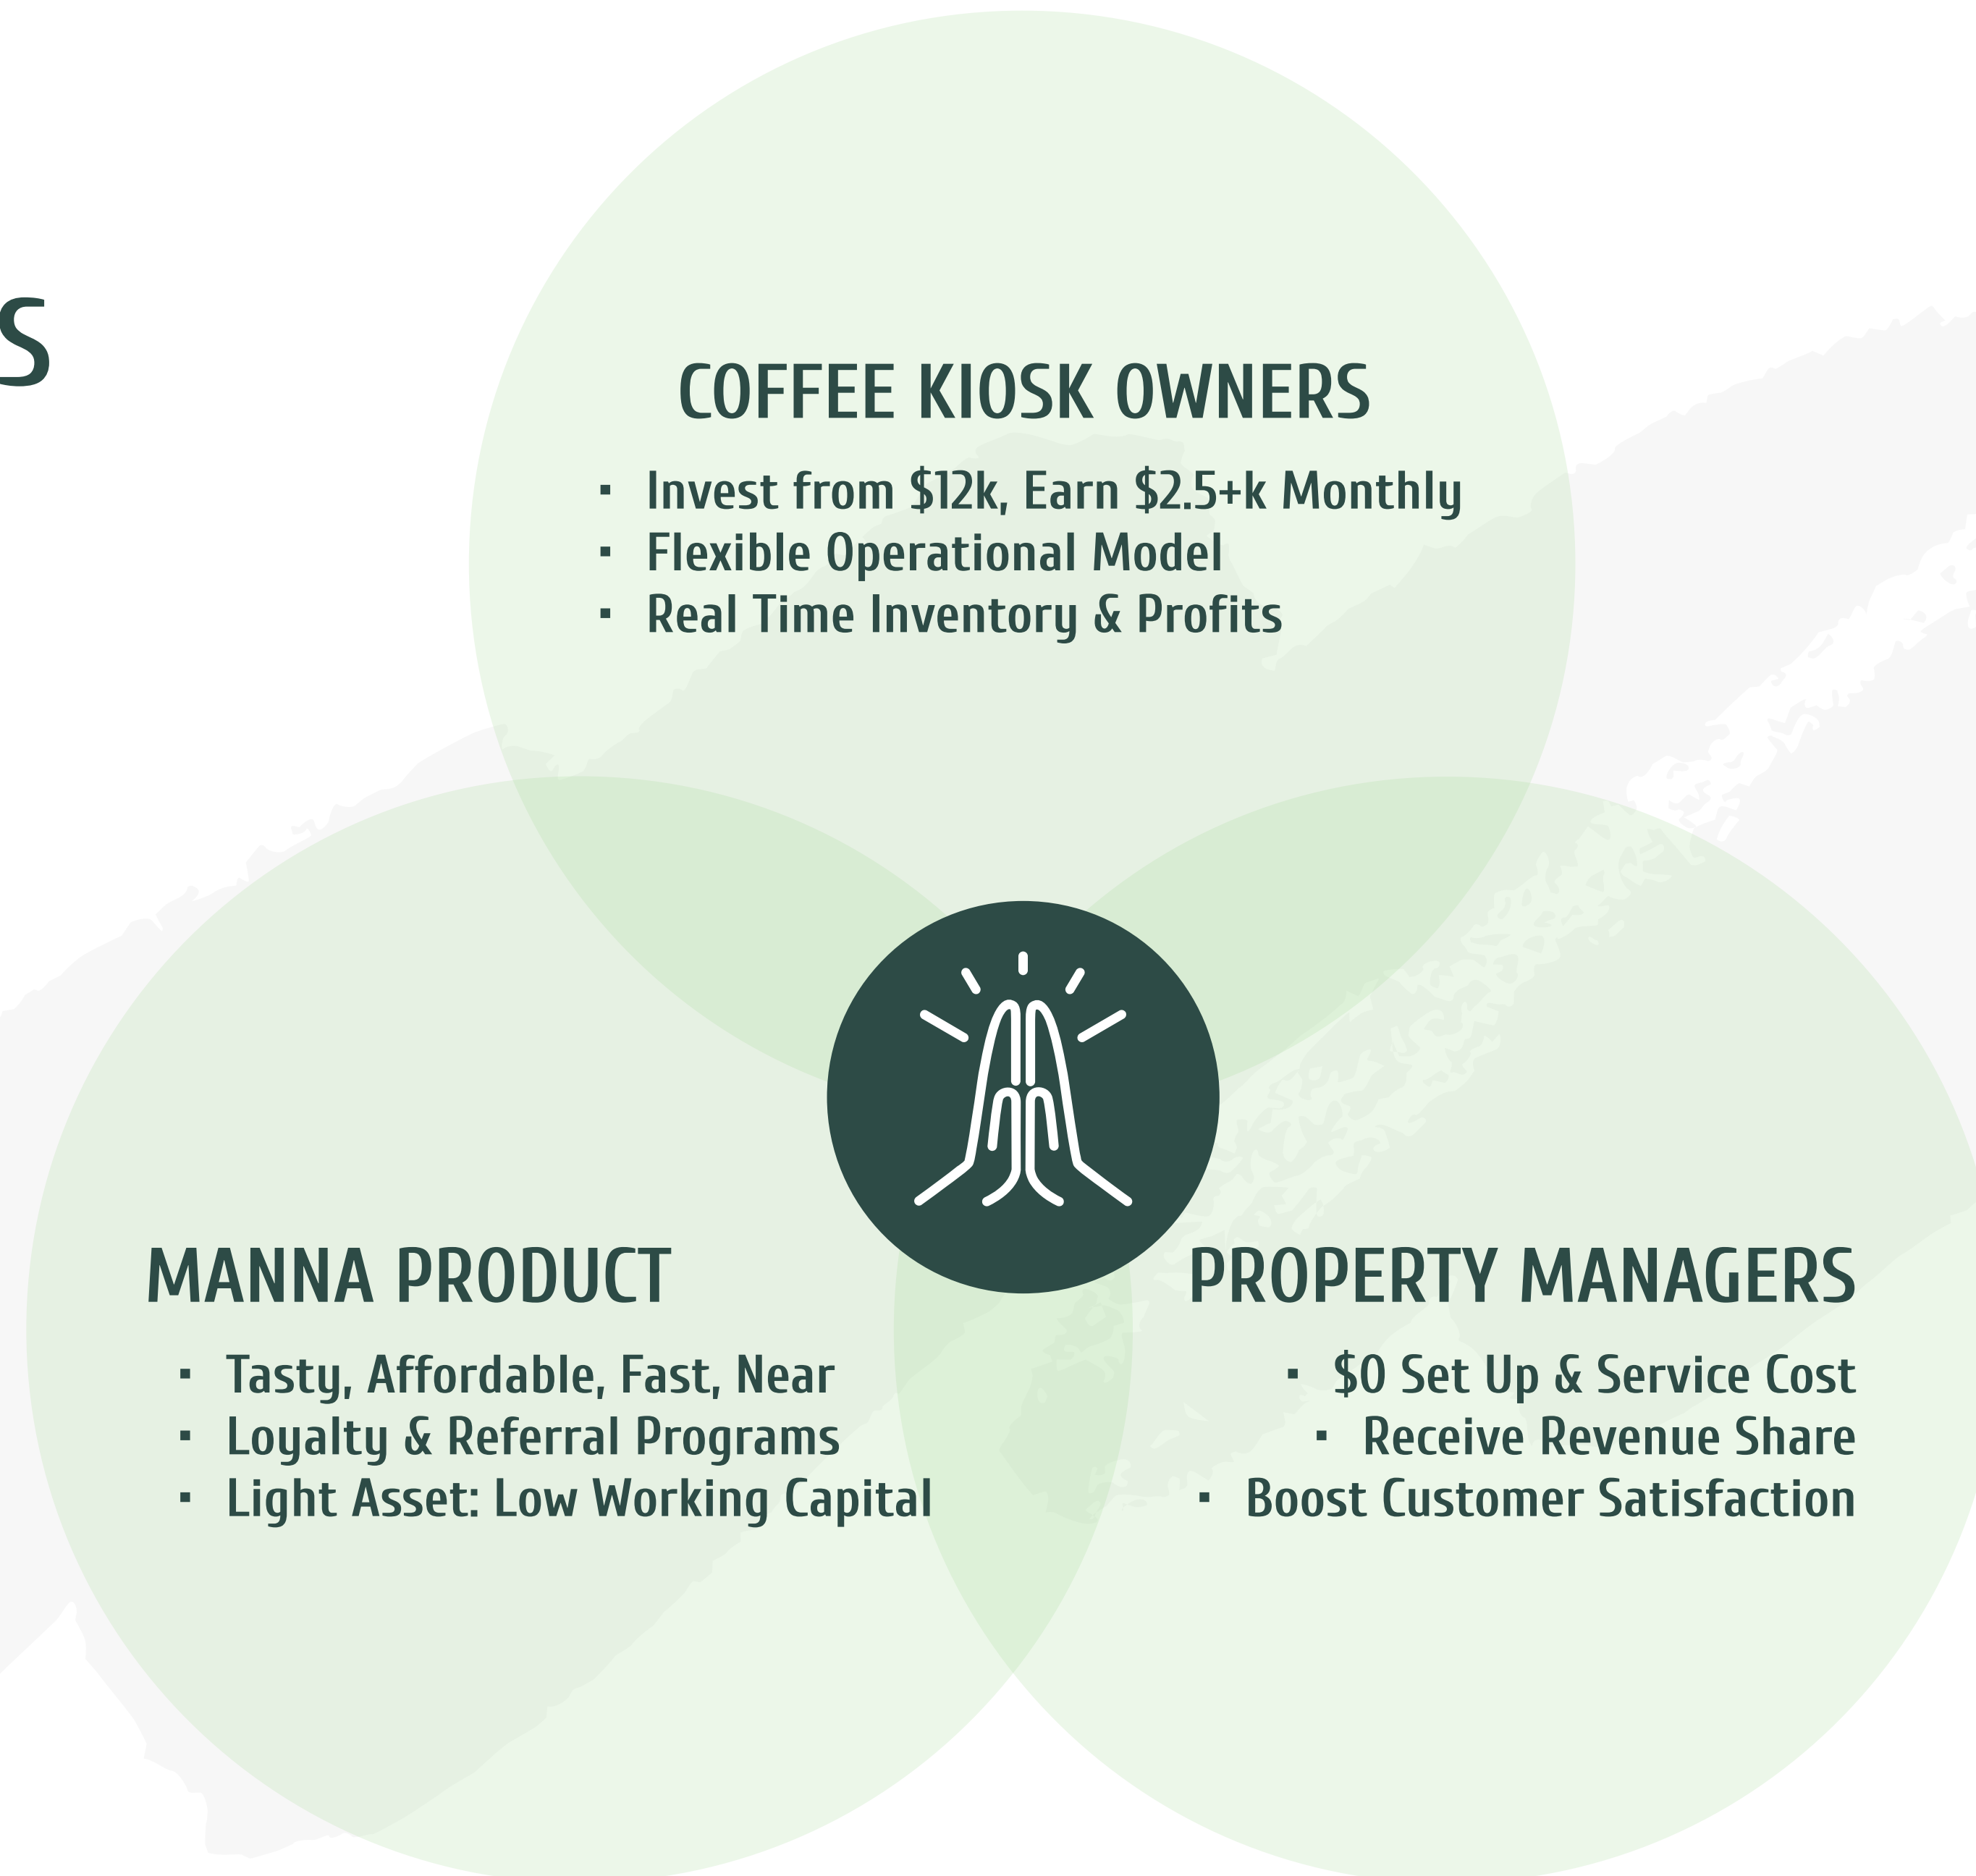 S
COFFEE KIOSK OWNERS
▪ Invest from $12k, Earn $2.5+k Monthly
▪ Flexible Operational Model
▪ Real Time Inventory & Profits
MANNA PRODUCT
▪ Tasty, Affordable, Fast, Near
▪ Loyalty & Referral Programs
▪ Light Asset: Low Working Capital
PROPERTY MANAGERS
▪ $0 Set Up & Service Cost
▪ Receive Revenue Share
▪ Boost Customer Satisfaction